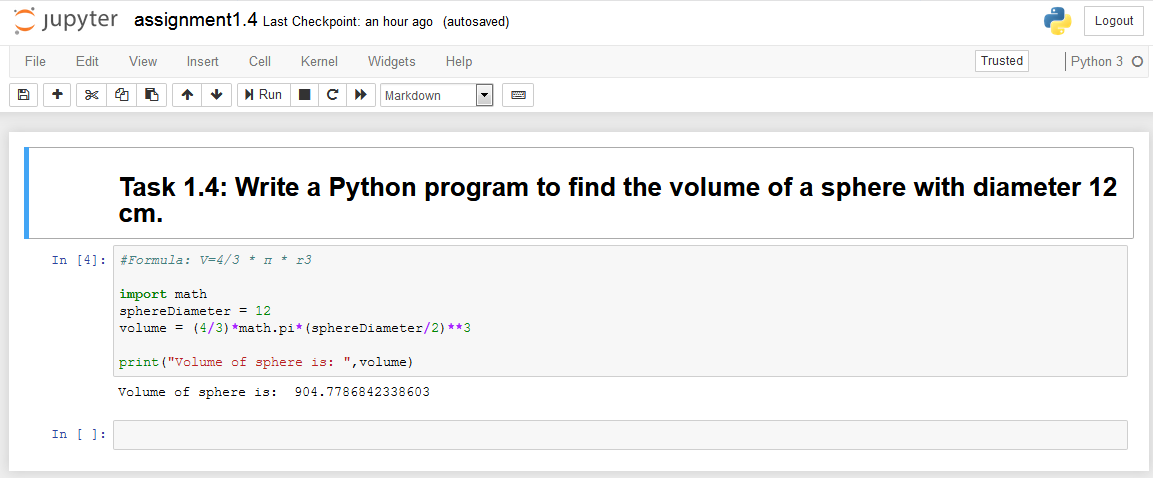 jupyter assignment1.4 Last Checkpoint: an hour ago (autosaved) Logout
File Edit View Insert Cell Kernel Widgets Help Trusted Python 3
Run Markdown
Task 1.4: Write a Python program to find the volume of a sphere with diameter 12
cm.
In [4]: #Formula: V=4/3 * π * r3
import math
sphereDiameter = 12
volume = (4/3)*math.pi*(sphereDiameter/2)**3
print("Volume of sphere is: ",volume)
Volume of sphere is:  904.7786842338603
In [ ]: